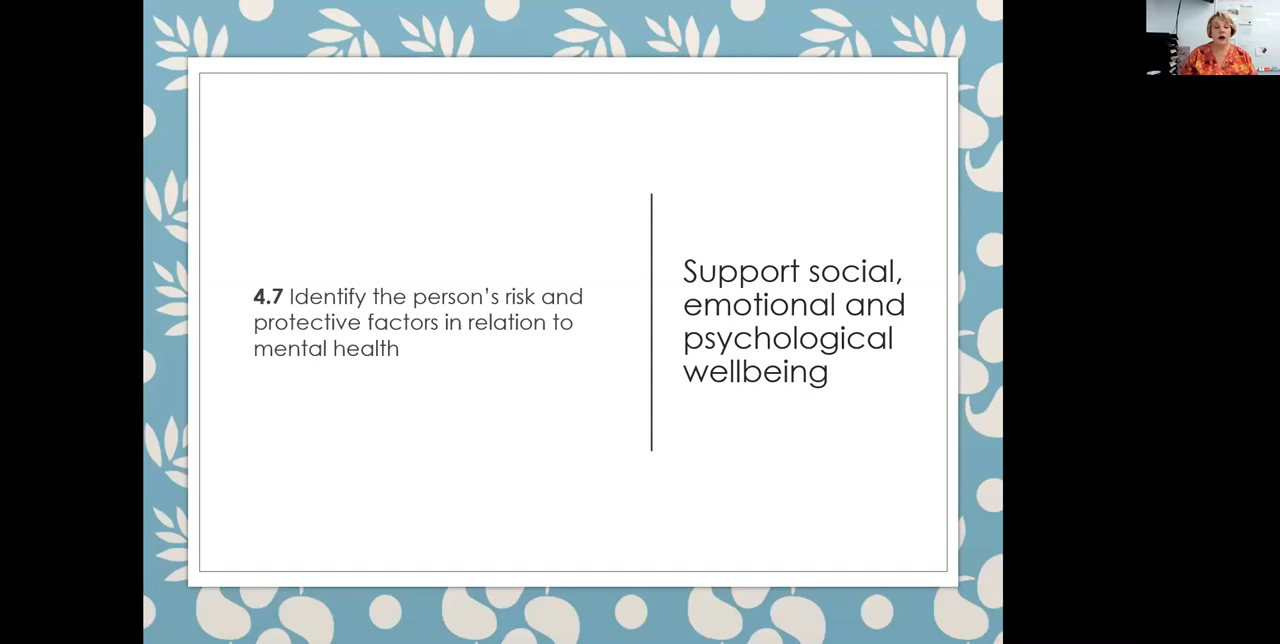 4.7 Identify the person’s risk and
protective factors in relation to
mental health
Support social,
emotional and
psychological
wellbeing